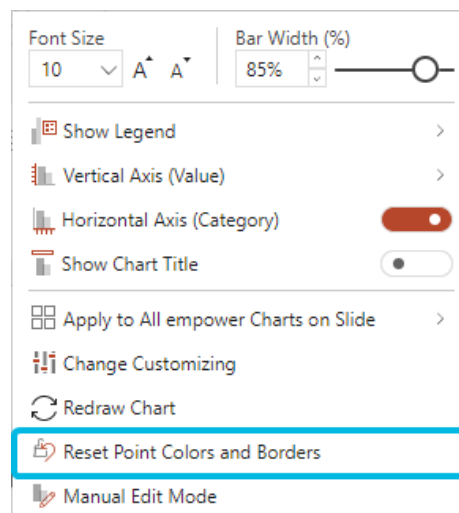 Font Size Bar Width (%)
10 A A 85%
Show Legend
Vertical Axis (Value)
Horizontal Axis (Category)
Show Chart Title
Apply to All empower Charts on Slide
Change Customizing
Redraw Chart
Reset Point Colors and Borders
Manual Edit Mode